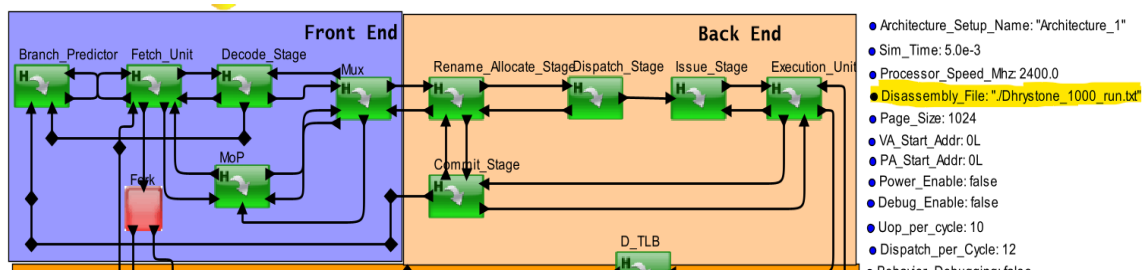 Front End
Back End
Branch_Predictor
Fetch_Unit
Decode_Stage
Mux
Rename_Allocate_Stage
Dispatch_Stage
Issue_Stage
Execution_Unit
H
H
H
H
H
H
H
H
MoP
H
Commit_Stage
H
Fork
D_TLB
H
Architecture_Setup_Name: "Architecture_1"
Sim_Time: 5.0e-3
Processor_Speed_Mhz: 2400.0
Disassembly_File: "./Dhrystone_1000_run.txt"
Page_Size: 1024
VA_Start_Addr: 0L
PA_Start_Addr: 0L
Power_Enable: false
Debug_Enable: false
Uop_per_cycle: 10
Dispatch_per_Cycle: 12
Behavior_Debugging: false